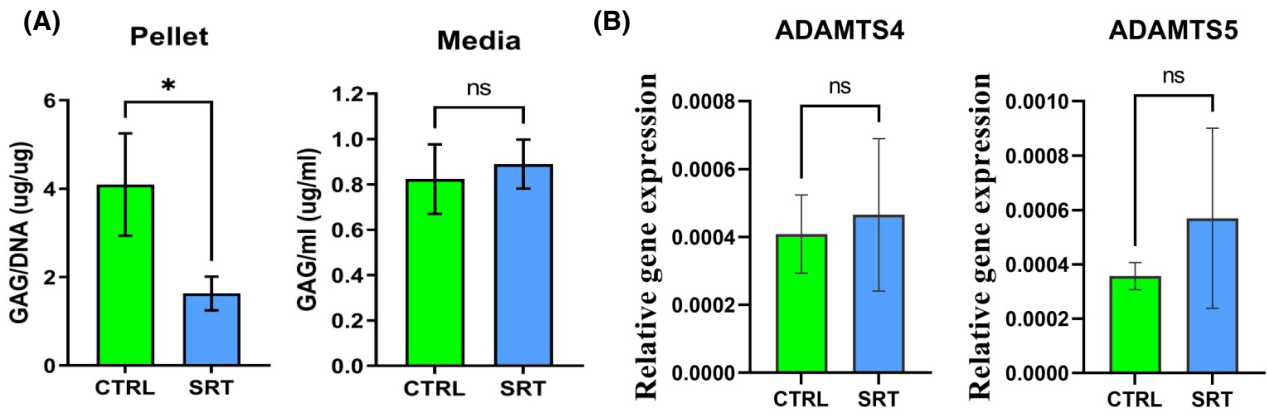 (A)
Pellet
*
GAG/DNA (ug/ug)
6
4
2
0
CTRL SRT
Media
ns
GAG/ml (ug/ml)
1.2
1.0
0.8
0.6
0.4
0.2
0.0
CTRL SRT
(B)
ADAMTS4
ns
Relative gene expression
0.0008
0.0006
0.0004
0.0002
0.0000
CTRL SRT
ADAMTS5
ns
Relative gene expression
0.0010
0.0008
0.0006
0.0004
0.0002
0.0000
CTRL SRT